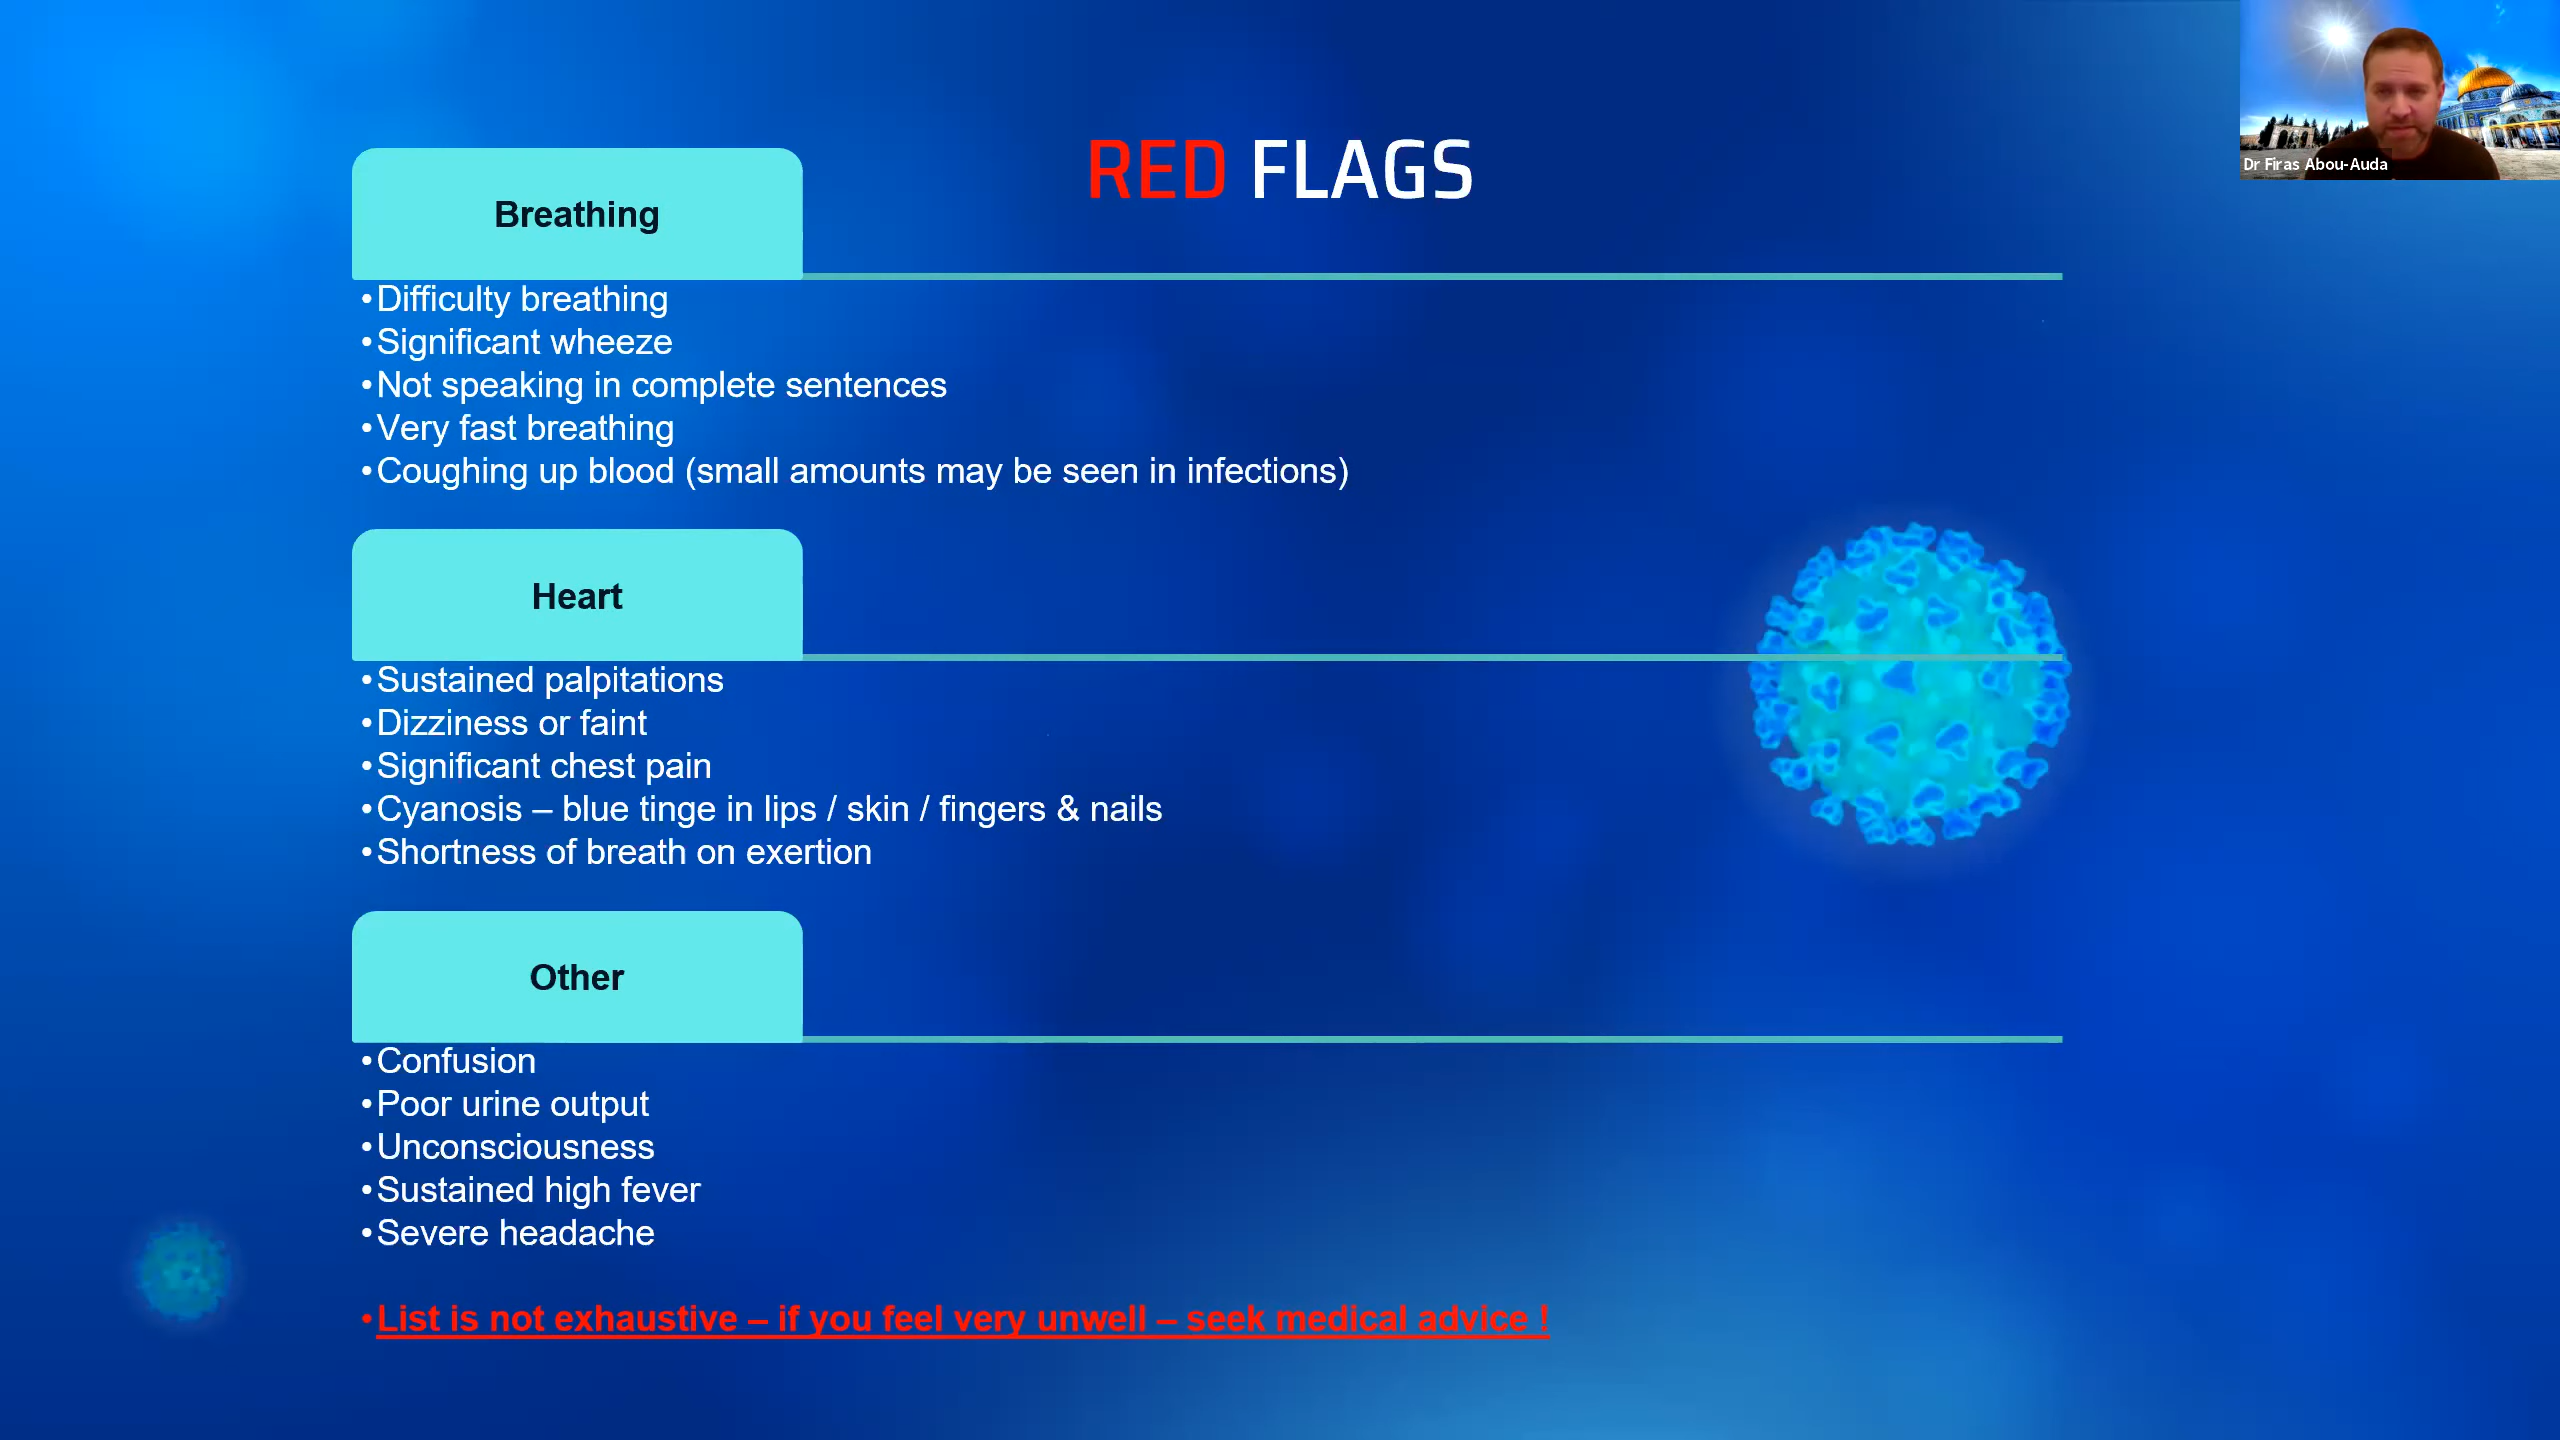 RED FLAGS
Dr Firas Abou-Auda
Breathing
•Difficulty breathing
•Significant wheeze
•Not speaking in complete sentences
•Very fast breathing
•Coughing up blood (small amounts may be seen in infections)
Heart
•Sustained palpitations
•Dizziness or faint
•Significant chest pain
•Cyanosis – blue tinge in lips / skin / fingers & nails
•Shortness of breath on exertion
Other
•Confusion
•Poor urine output
•Unconsciousness
•Sustained high fever
•Severe headache
•List is not exhaustive – if you feel very unwell – seek medical advice !